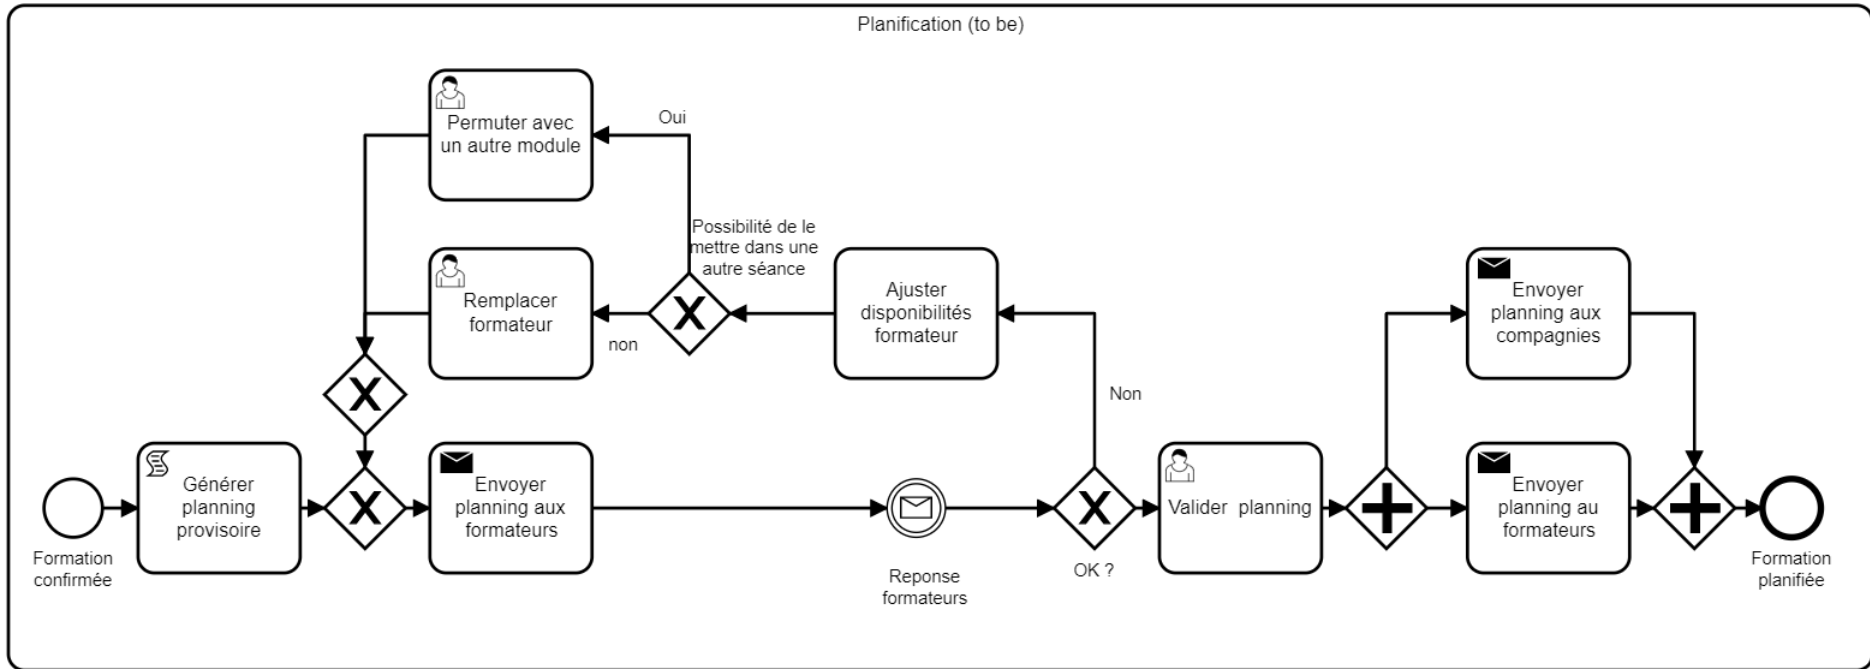 Planification (to be)
Permuter avec
un autre module
Oui
Possibilité de le
mettre dans une
autre séance
Remplacer
formateur
non
Ajuster
disponibilités
formateur
Envoyer
planning aux
compagnies
Non
Générer
planning
provisoire
Envoyer
planning aux
formateurs
Valider planning
Envoyer
planning au
formateurs
Formation
confirmée
Reponse
formateurs
OK ?
Formation
planifiée